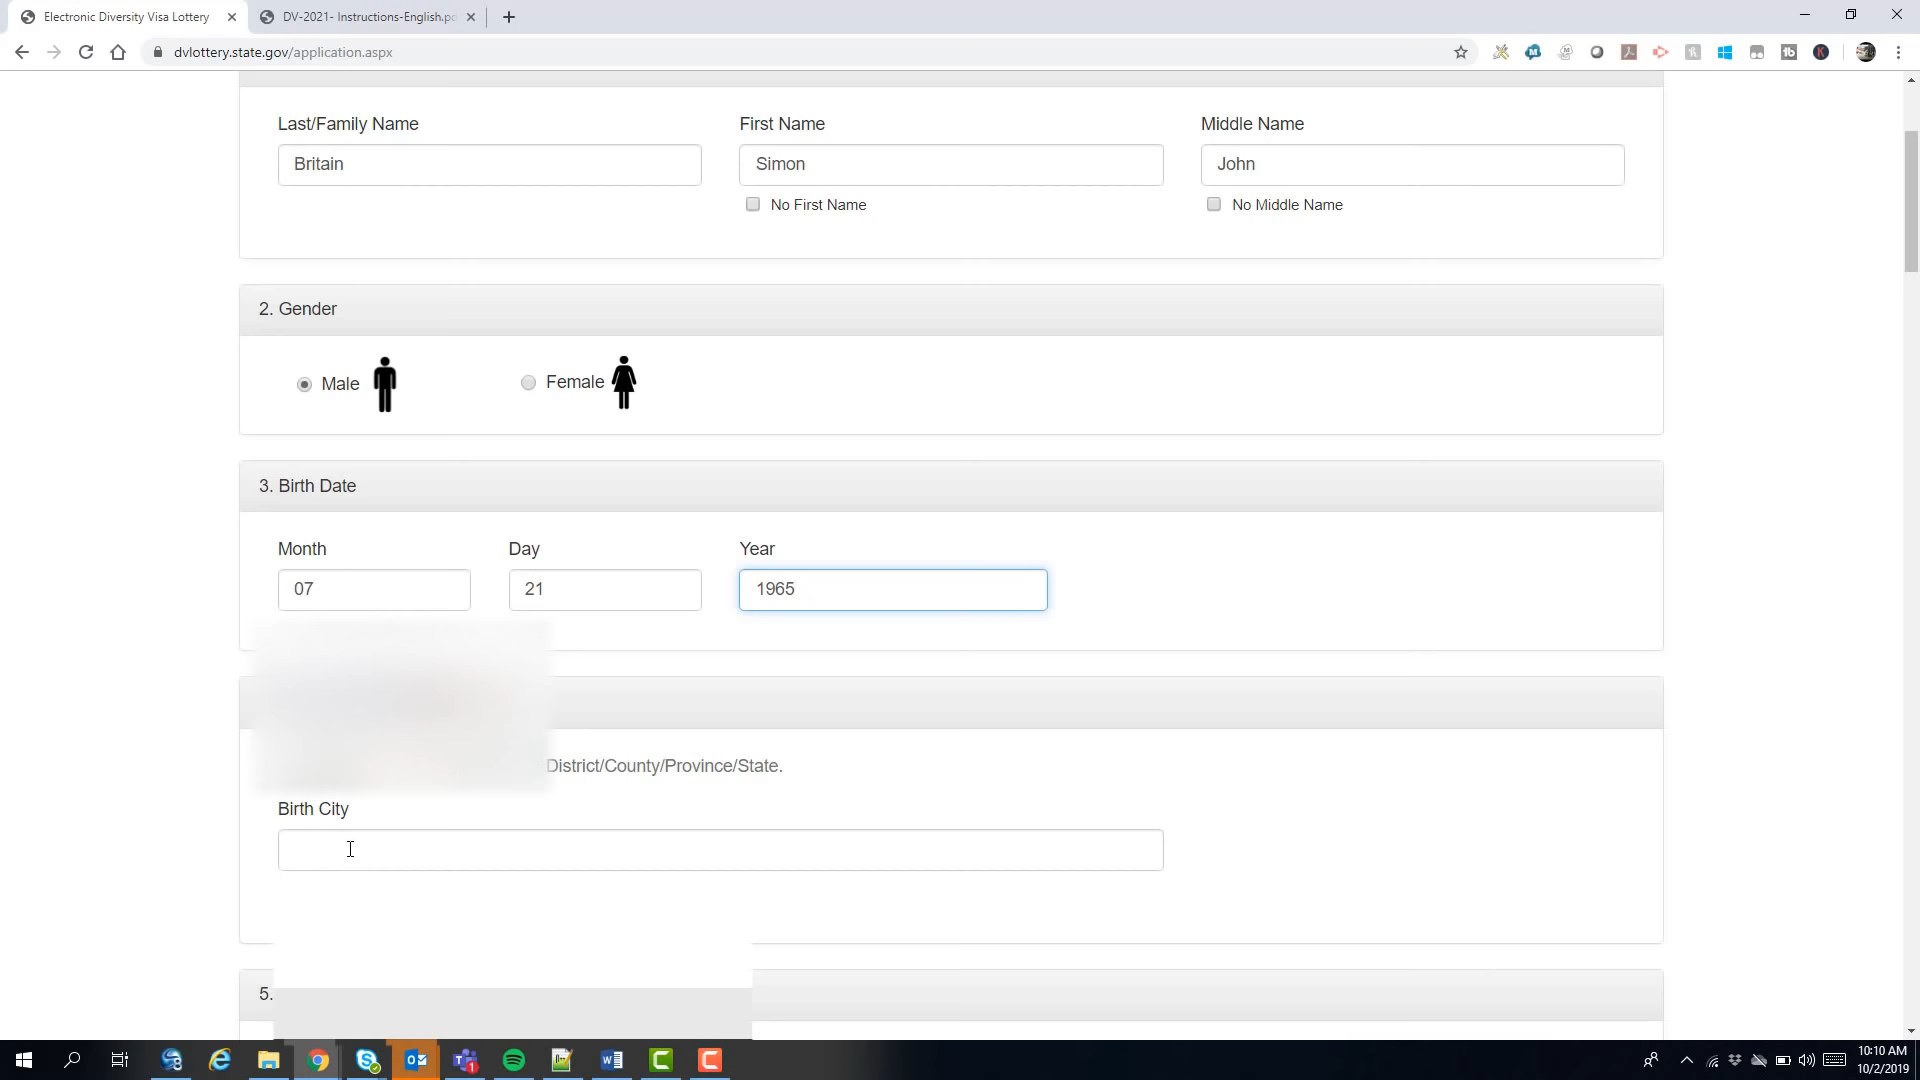 Electronic Diversity Visa Lottery
DV-2021- Instructions-English.pd
dvlottery.state.gov/application.aspx
Last/Family Name
First Name
Middle Name
Britain
Simon
John
No First Name
No Middle Name
2. Gender
Male
Female
3. Birth Date
Month
Day
Year
07
21
1965
District/County/Province/State.
Birth City
5.
10:10 AM
10/2/2019